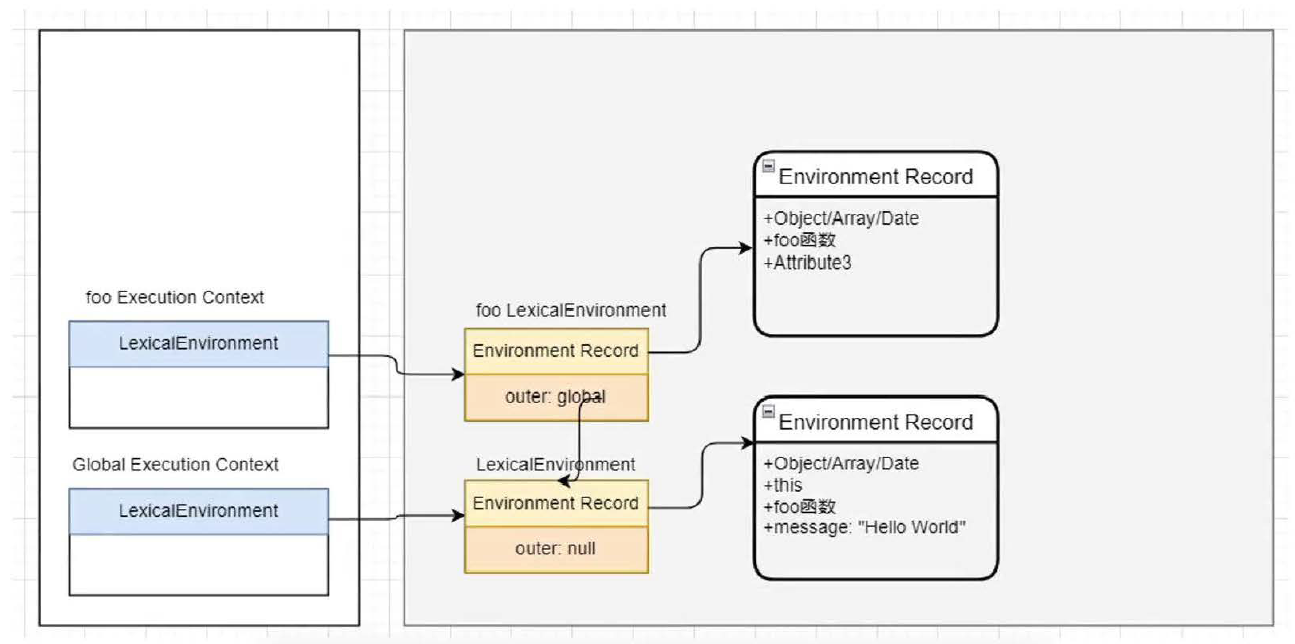 Environment Record
+Object/Array/Date
+foo函数
+Attribute3
foo Execution Context
LexicalEnvironment
foo LexicalEnvironment
Environment Record
outer: global
Global Execution Context
LexicalEnvironment
LexicalEnvironment
Environment Record
outer: null
Environment Record
+Object/Array/Date
+this
+foo函数
+message: "Hello World"